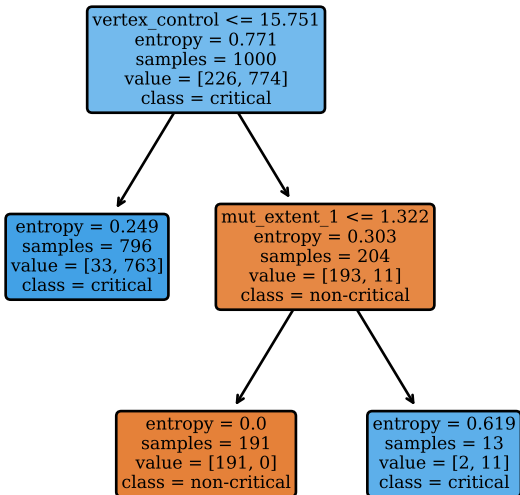 vertex_control <= 15.751
entropy = 0.771
samples = 1000
value = [226, 774]
class = critical
entropy = 0.249
samples = 796
value = [33, 763]
class = critical
mut_extent_1 <= 1.322
entropy = 0.303
samples = 204
value = [193, 11]
class = non-critical
entropy = 0.0
samples = 191
value = [191, 0]
class = non-critical
entropy = 0.619
samples = 13
value = [2, 11]
class = critical